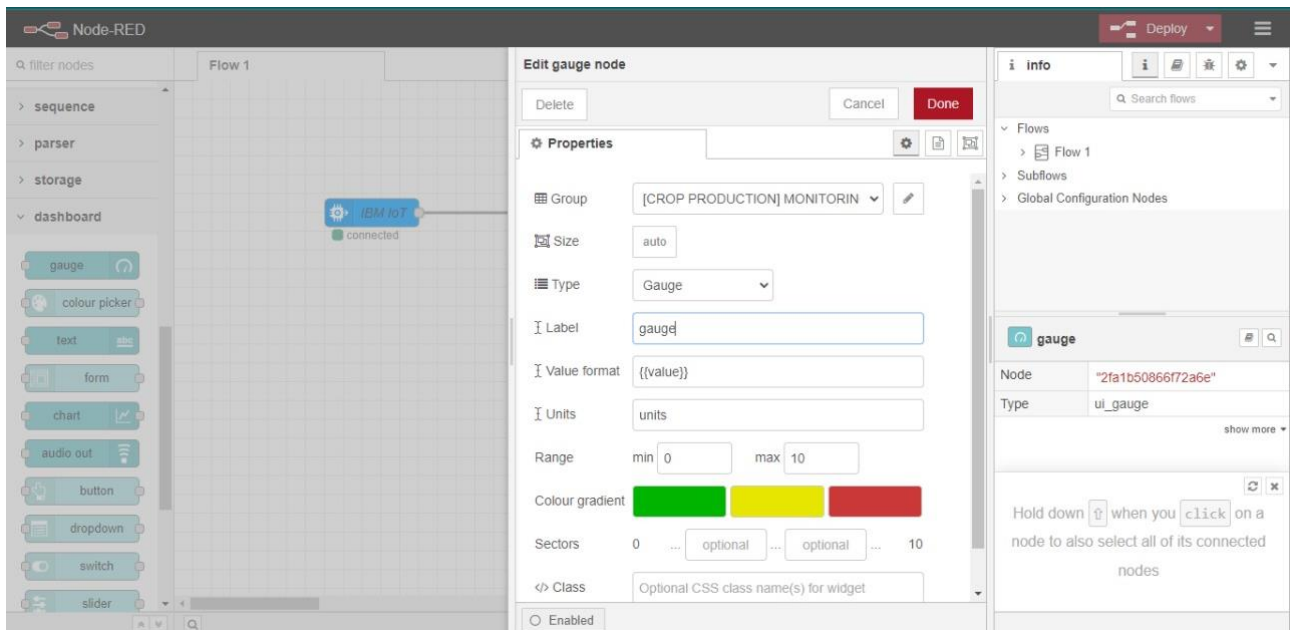 Node-RED
Deploy
filter nodes
sequence
parser
storage
dashboard
gauge
colour picker
text
abc
form
chart
audio out
button
dropdown
switch
slider
Flow 1
IBM IoT
connected
Edit gauge node
Delete
Cancel
Done
Properties
Group
[CROP PRODUCTION] MONITORIN
Size
auto
Type
Gauge
Label
gauge
Value format
{{value}}
Units
units
Range
min 0
max 10
Colour gradient
Sectors
0 ... optional ... optional ... 10
</> Class
Optional CSS class name(s) for widget
Enabled
i info
i
Search flows
Flows
Flow 1
Subflows
Global Configuration Nodes
gauge
Node "2fa1b50866f72a6e"
Type ui_gauge
show more
Hold down ⇧ when you click on a
node to also select all of its connected
nodes